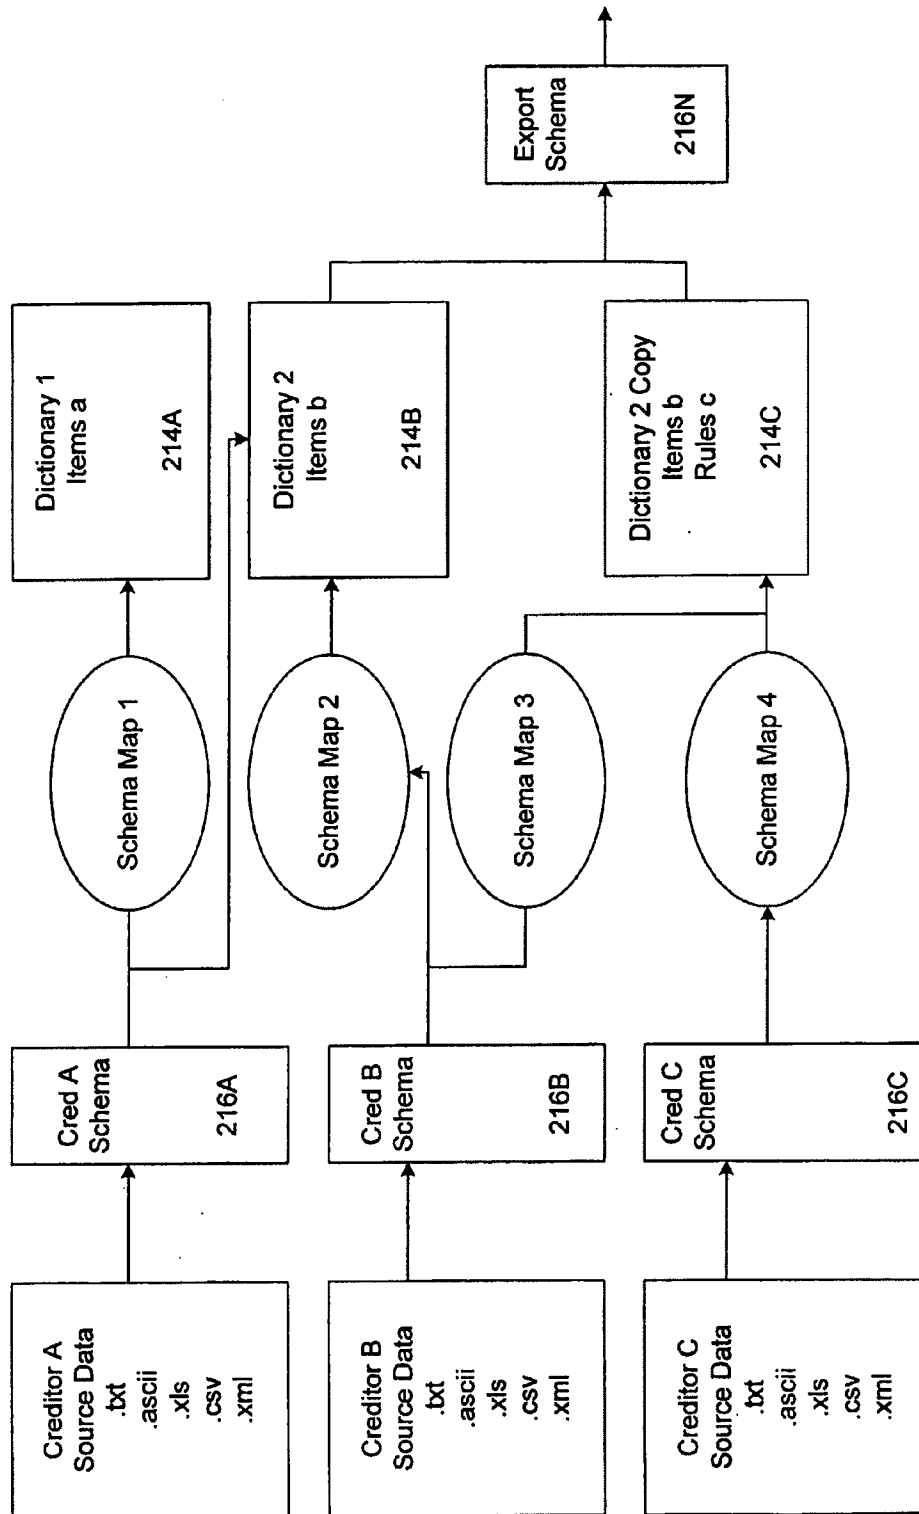 Creditor A
Source Data
.txt
.ascii
.xls
.csv
.xml
Cred A
Schema
216A
Schema Map 1
Dictionary 1
Items a
214A
Creditor B
Source Data
.txt
.ascii
.xls
.csv
.xml
Cred B
Schema
216B
Schema Map 2
Schema Map 3
Dictionary 2
Items b
214B
Creditor C
Source Data
.txt
.ascii
.xls
.csv
.xml
Cred C
Schema
216C
Schema Map 4
Dictionary 2 Copy
Items b
Rules c
214C
Export
Schema
216N